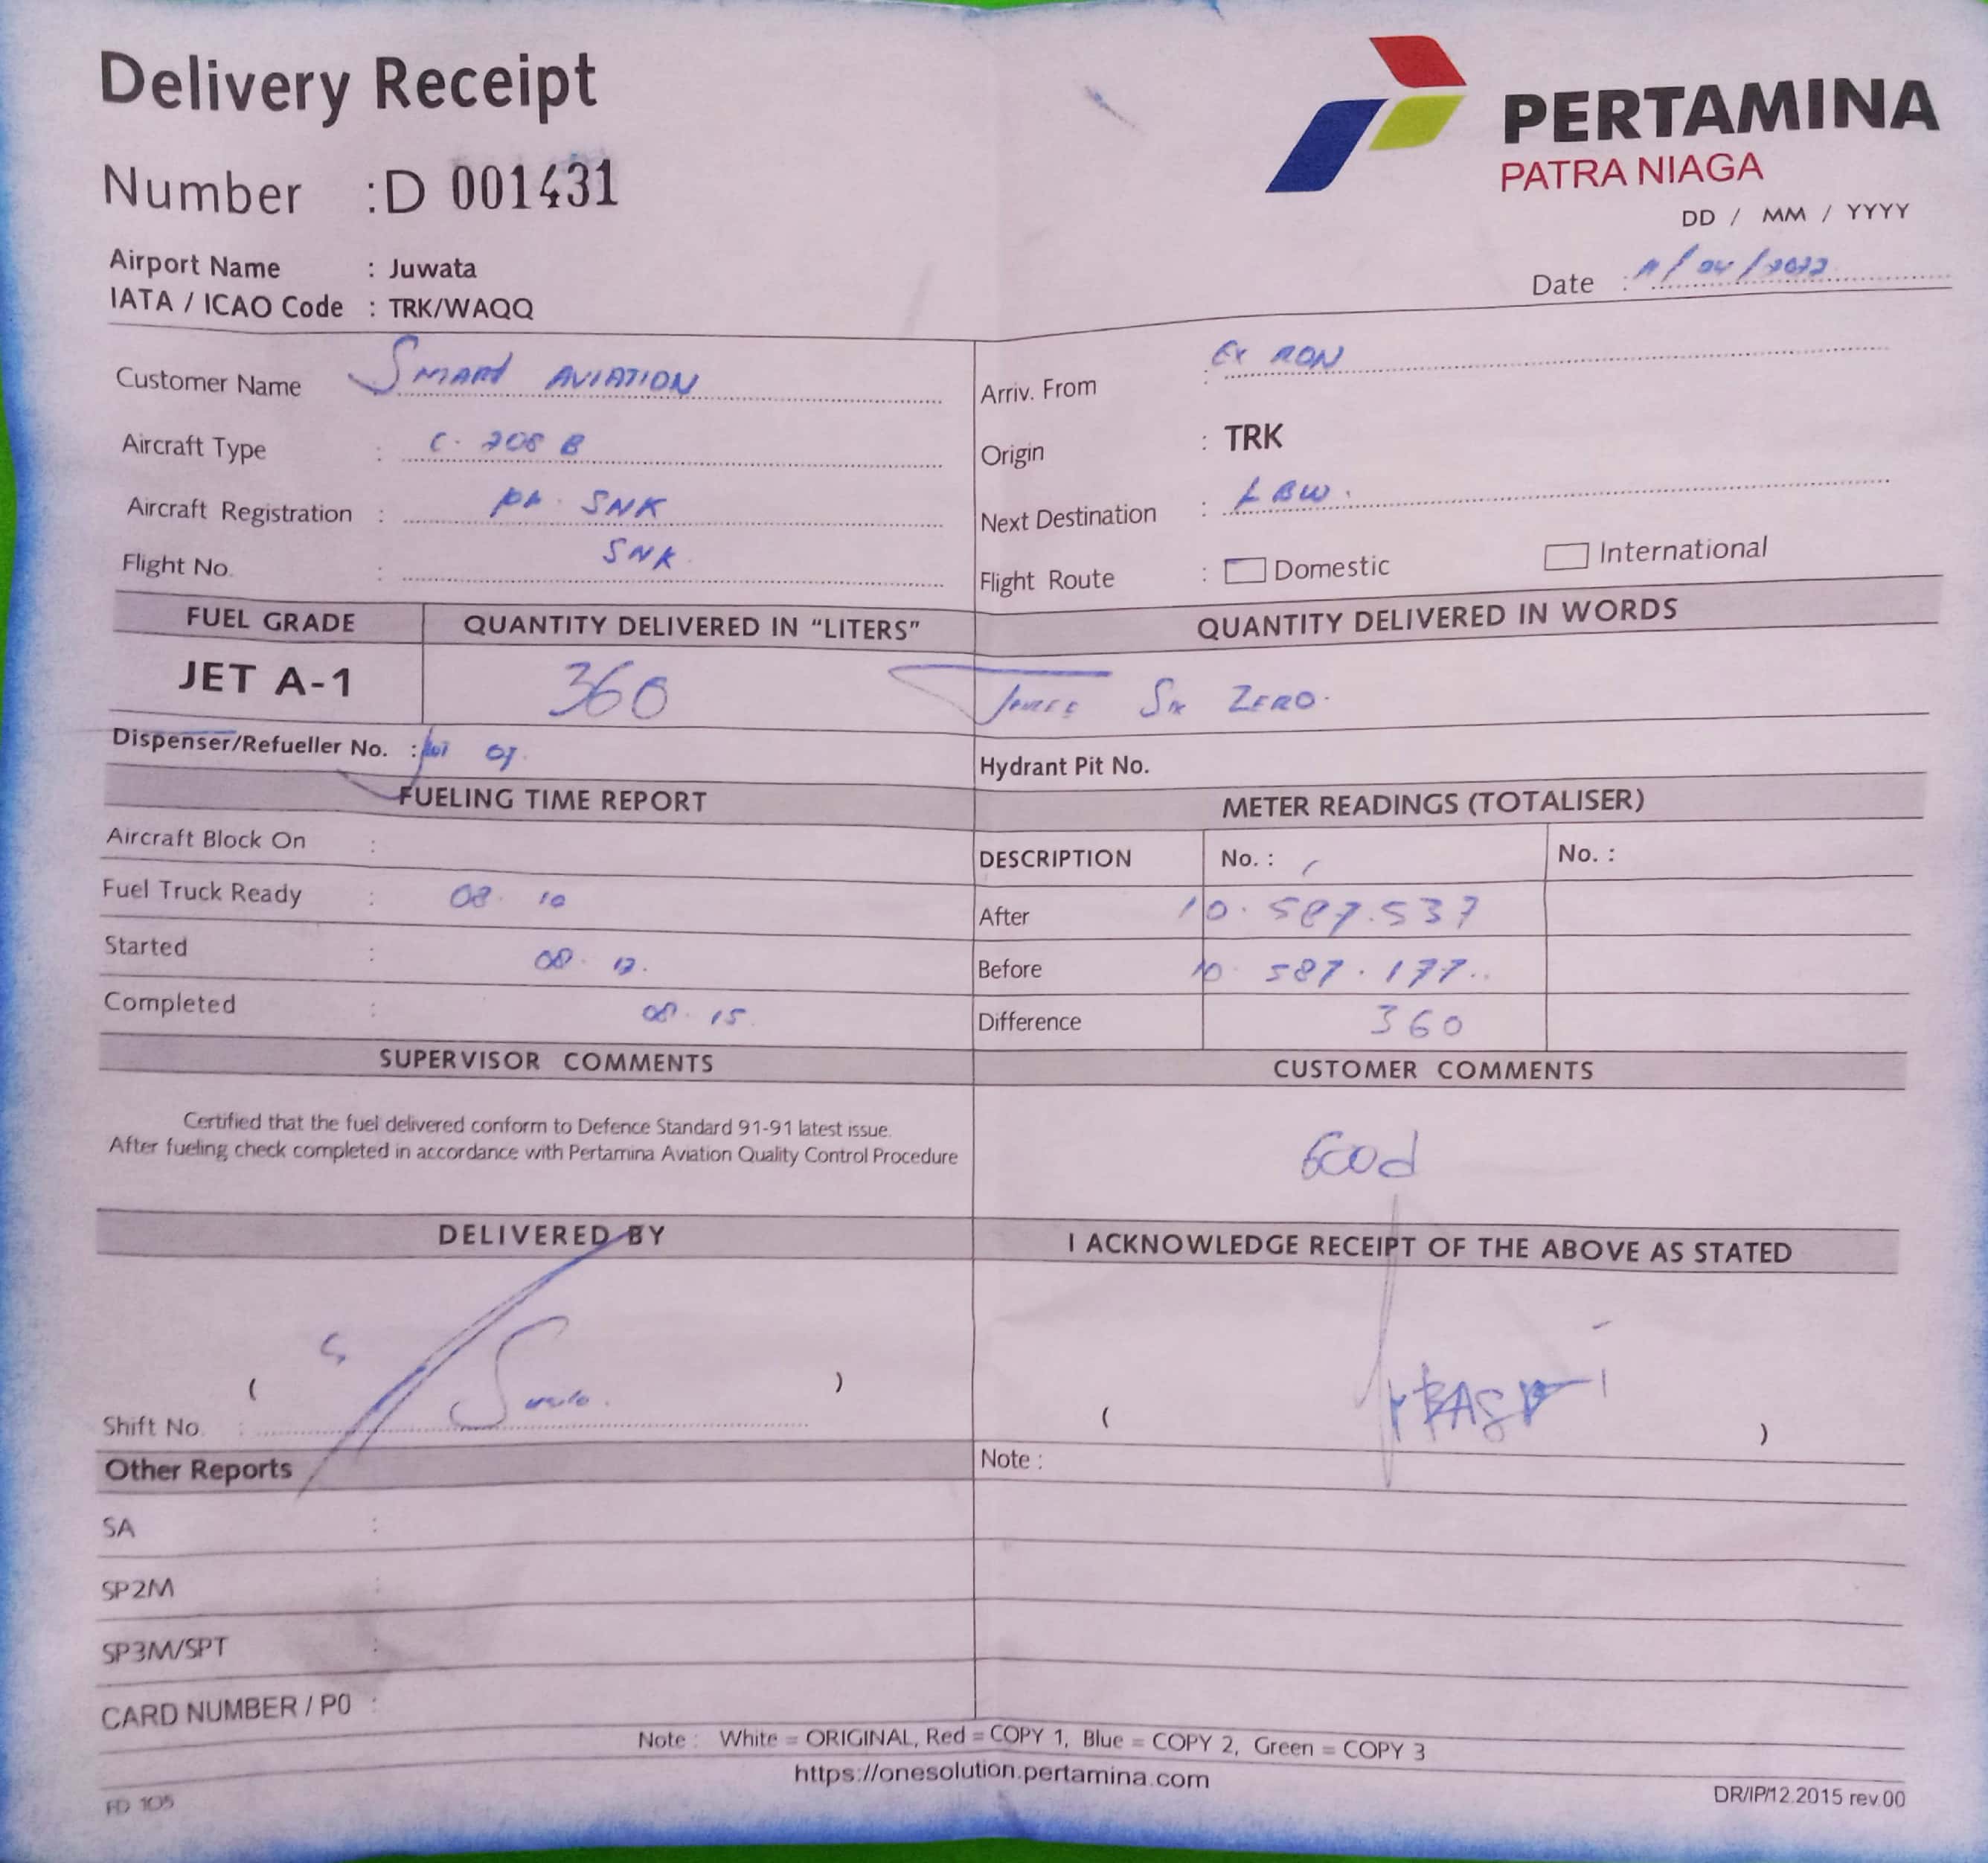 Delivery Receipt
PERTAMINA
PATRA NIAGA
Number : D 001431
DD / MM / YYYY
Airport Name : Juwata
Date : /04/2022
IATA / ICAO Code : TRK/WAQQ
Customer Name SMART AVIATION
Arriv. From : EX RON
Aircraft Type : C. 208 B
Origin : TRK
Aircraft Registration : PK. SNK
Next Destination : LBW.
Flight No. : SNK
Flight Route : Domestic International
FUEL GRADE QUANTITY DELIVERED IN “LITERS” QUANTITY DELIVERED IN WORDS
JET A-1 360 THREE SIX ZERO.
Dispenser/Refueller No. :
Hydrant Pit No.
FUELING TIME REPORT METER READINGS (TOTALISER)
Aircraft Block On :
DESCRIPTION No. : No. :
Fuel Truck Ready : 08. 10
After 10.587.537
Started : 08. 12.
Before 10. 587.177..
Completed : 08. 15
Difference 360
SUPERVISOR COMMENTS CUSTOMER COMMENTS
Certified that the fuel delivered conform to Defence Standard 91-91 latest issue.
After fueling check completed in accordance with Pertamina Aviation Quality Control Procedure
Good
DELIVERED BY I ACKNOWLEDGE RECEIPT OF THE ABOVE AS STATED
( )
Shift No. :
( )
Other Reports Note :
SA :
SP2M :
SP3M/SPT :
CARD NUMBER / PO :
Note : White = ORIGINAL, Red = COPY 1, Blue = COPY 2, Green = COPY 3
https://onesolution.pertamina.com
FD 105
DR/IP/12.2015 rev.00